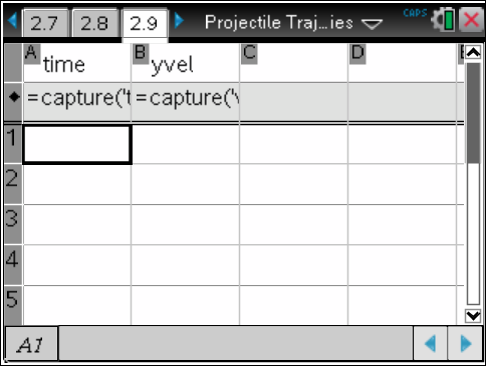 2.7 2.8 2.9 Projectile Traj…ies CAPS
A time B yvel C D E
=capture('t =capture('v
1
2
3
4
5
A1